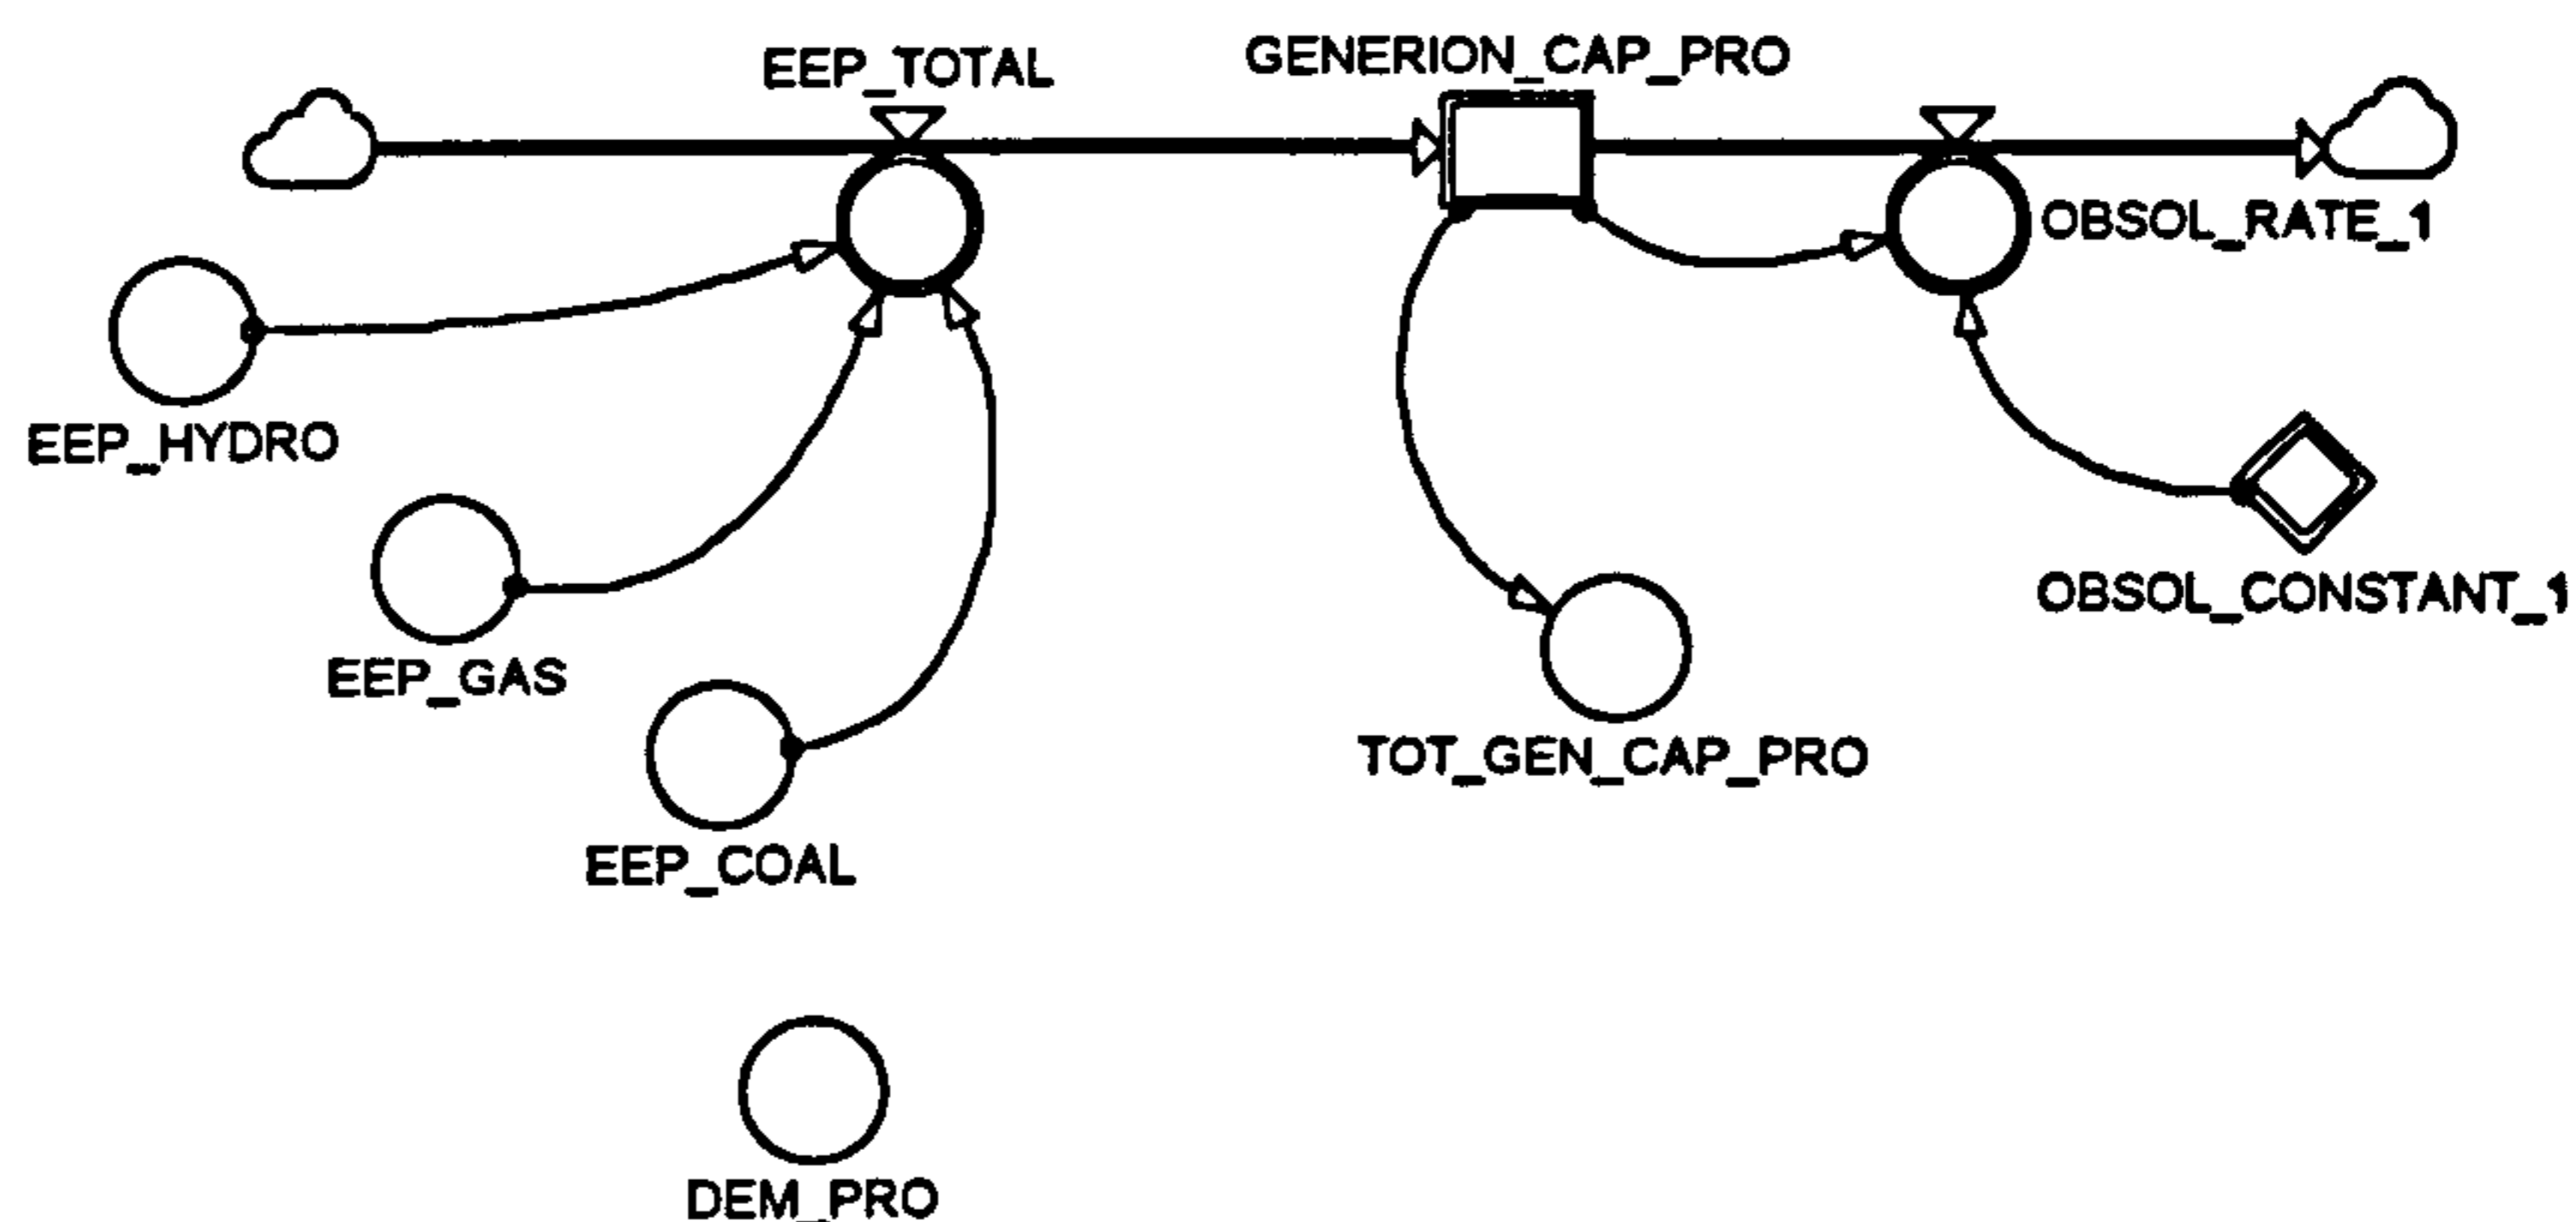 EEP_TOTAL
GENERION_CAP_PRO
OBSOL_RATE_1
EEP_HYDRO
OBSOL_CONSTANT_1
EEP_GAS
TOT_GEN_CAP_PRO
EEP_COAL
DEM_PRO